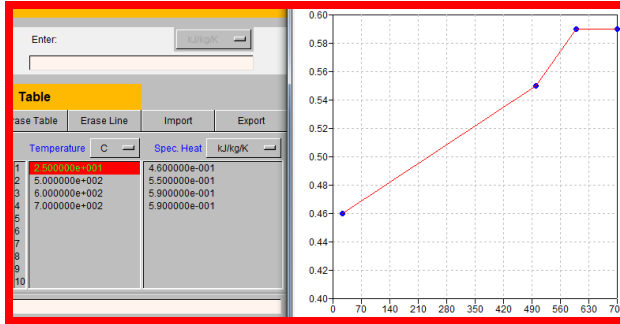 Enter: kJ/kg/K
Table
rase Table Erase Line Import Export
Temperature C Spec. Heat kJ/kg/K
1 2.500000e+001 4.600000e-001
2 5.000000e+002 5.500000e-001
3 6.000000e+002 5.900000e-001
4 7.000000e+002 5.900000e-001
5
6
7
8
9
10
0.60
0.58
0.56
0.54
0.52
0.50
0.48
0.46
0.44
0.42
0.40
0 70 140 210 280 350 420 490 560 630 70